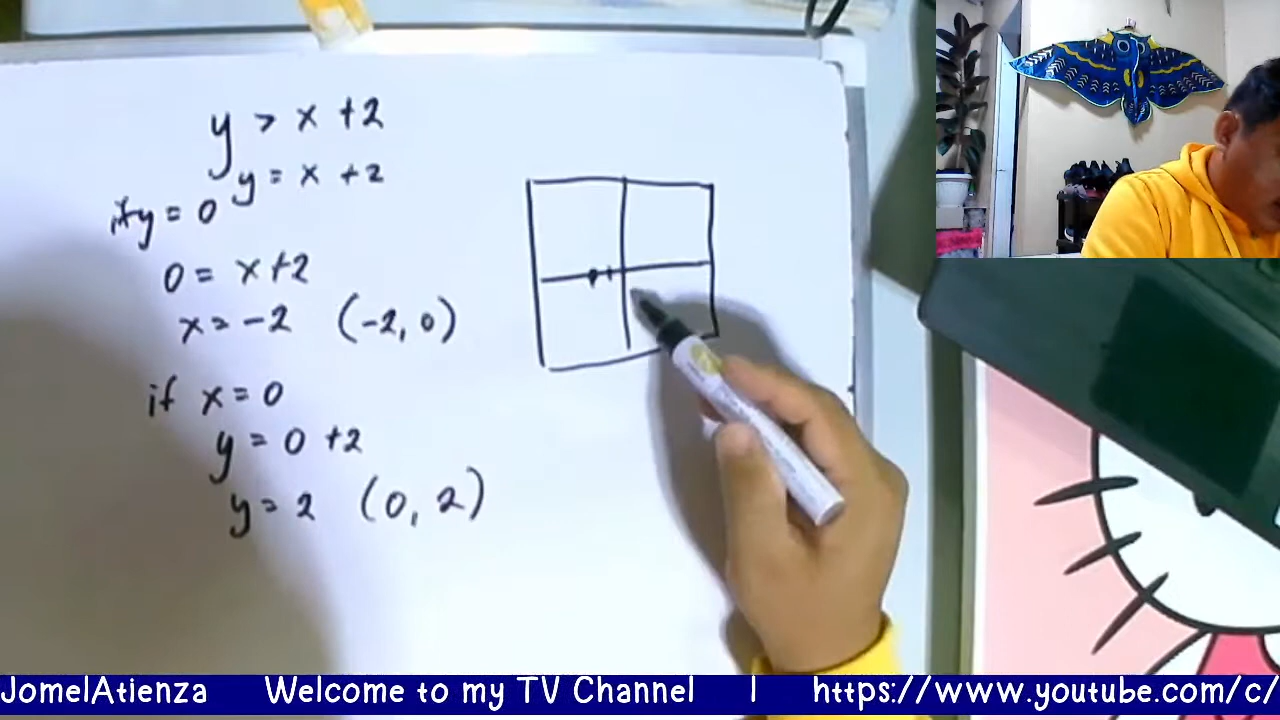 y > x + 2
y = x + 2
if y = 0
0 = x + 2
x = -2 (-2, 0)
if x = 0
y = 0 + 2
y = 2 (0, 2)
JomelAtienza Welcome to my TV Channel | https://www.youtube.com/c/